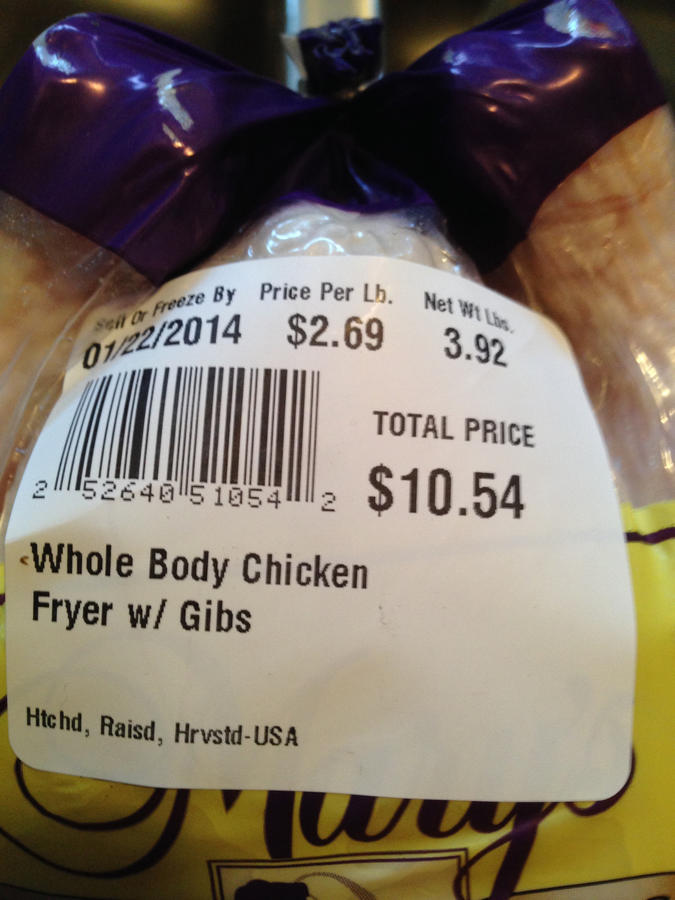 Sell Or Freeze By Price Per Lb. Net Wt Lbs.
01/22/2014 $2.69 3.92
TOTAL PRICE
$10.54
2 52640 51054 2
Whole Body Chicken
Fryer w/ Gibs
Htchd, Raisd, Hrvstd-USA
Mary's